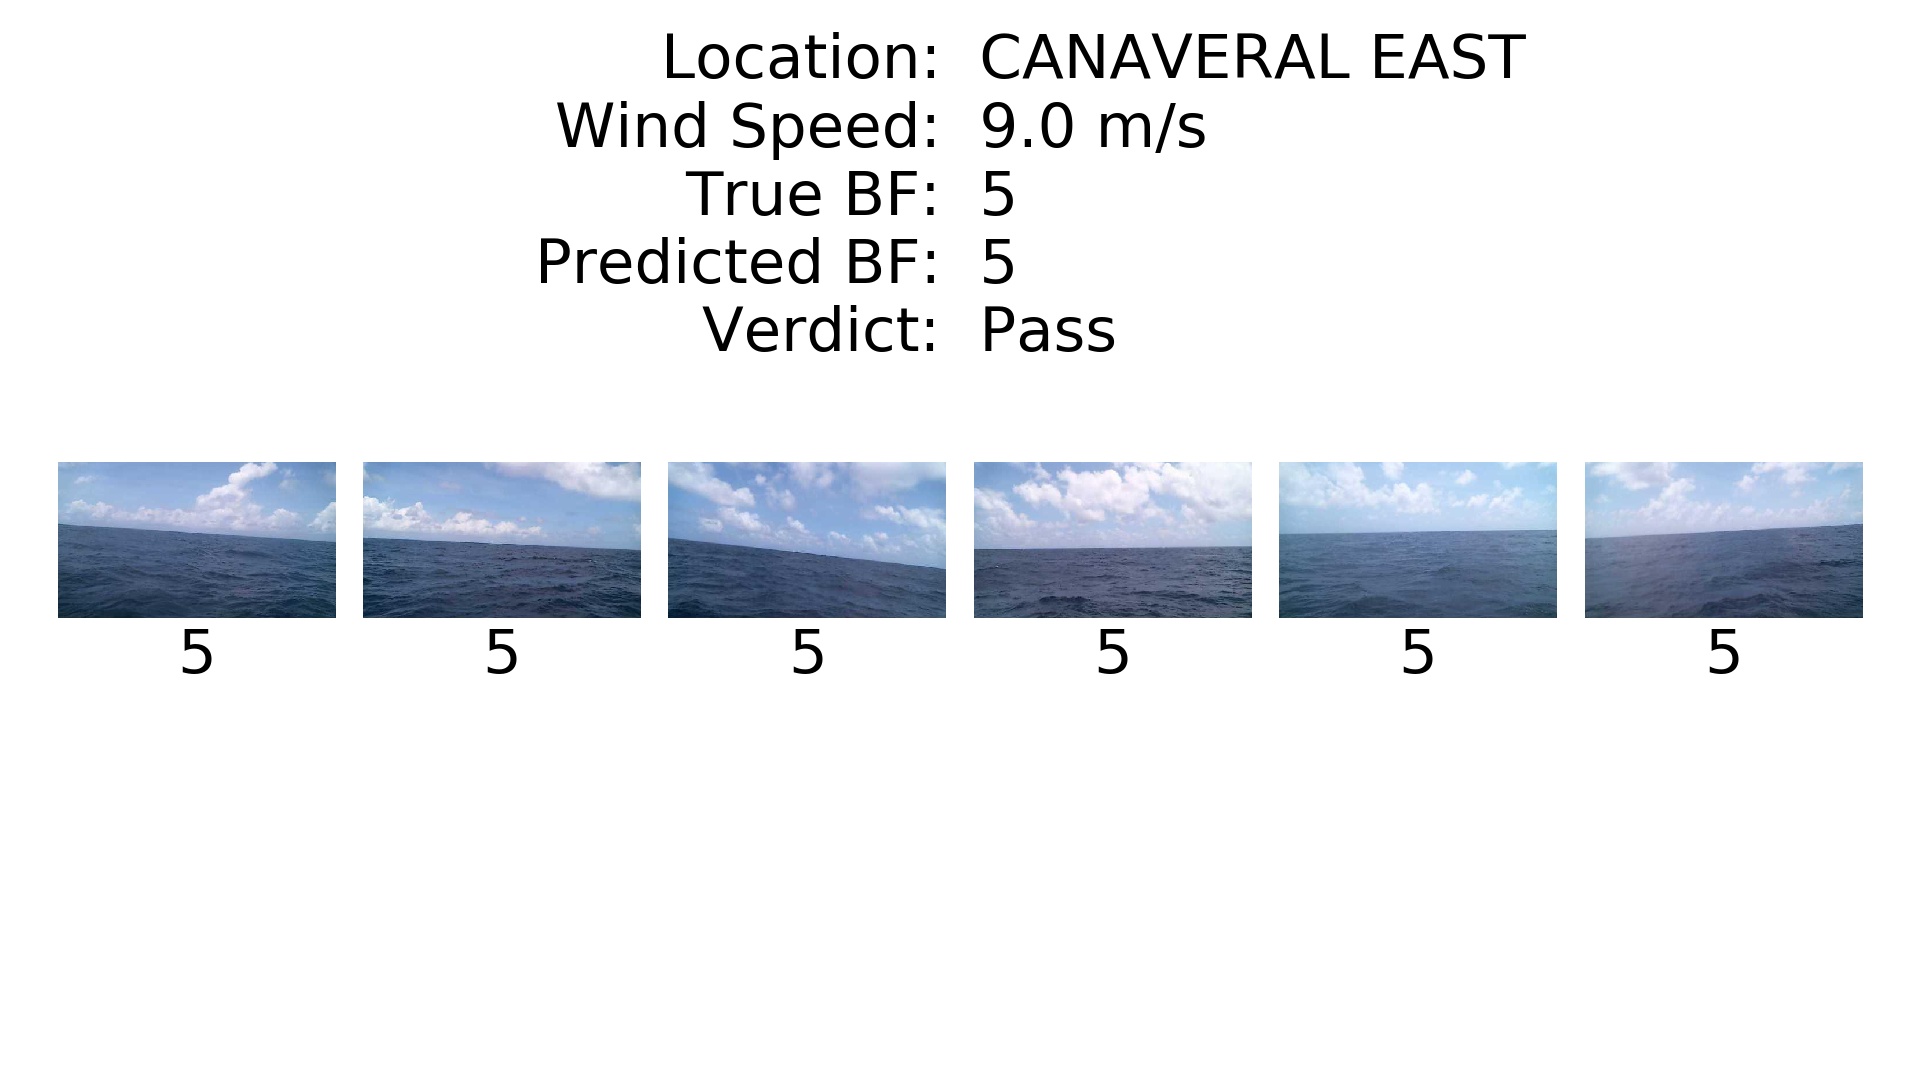 Location: CANAVERAL EAST
Wind Speed: 9.0 m/s
True BF: 5
Predicted BF: 5
Verdict: Pass
5 5 5 5 5 5